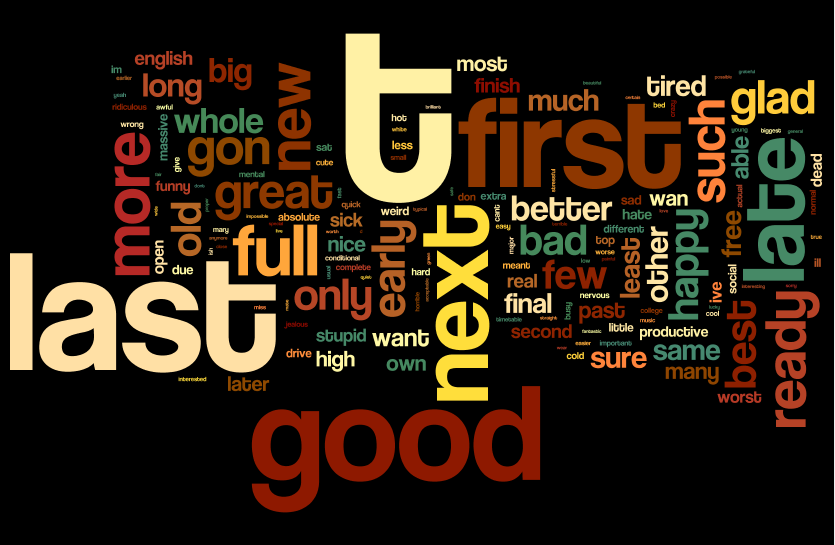 t
most
english
im
big
long
finish
much
tired
glad
new
first
such
hot
white
less
small
brilliant
certain
bed
ridiculous
awful
yeah
earlier
wrong
massive
whole
gon
give
sat
cute
mental
more
funny
great
old
open
due
mary
absolute
impossible
full
quick
sick
weird
nice
conditional
complete
quiet
early
only
hard
last
interested
later
miss
jealous
drive
high
stupid
want
own
next
don
extra
cant
easy
better
bad
major
meant
real
few
final
nervous
second
past
busy
timetable
straight
fantastic
little
productive
easier
important
cold
sure
same
many
college
music
sad
wan
hate
different
top
worse
least
other
happy
free
actual
able
young
biggest
general
late
dead
normal
true
ill
social
ive
lucky
cool
interesting
sorry
best
ready
worst
good